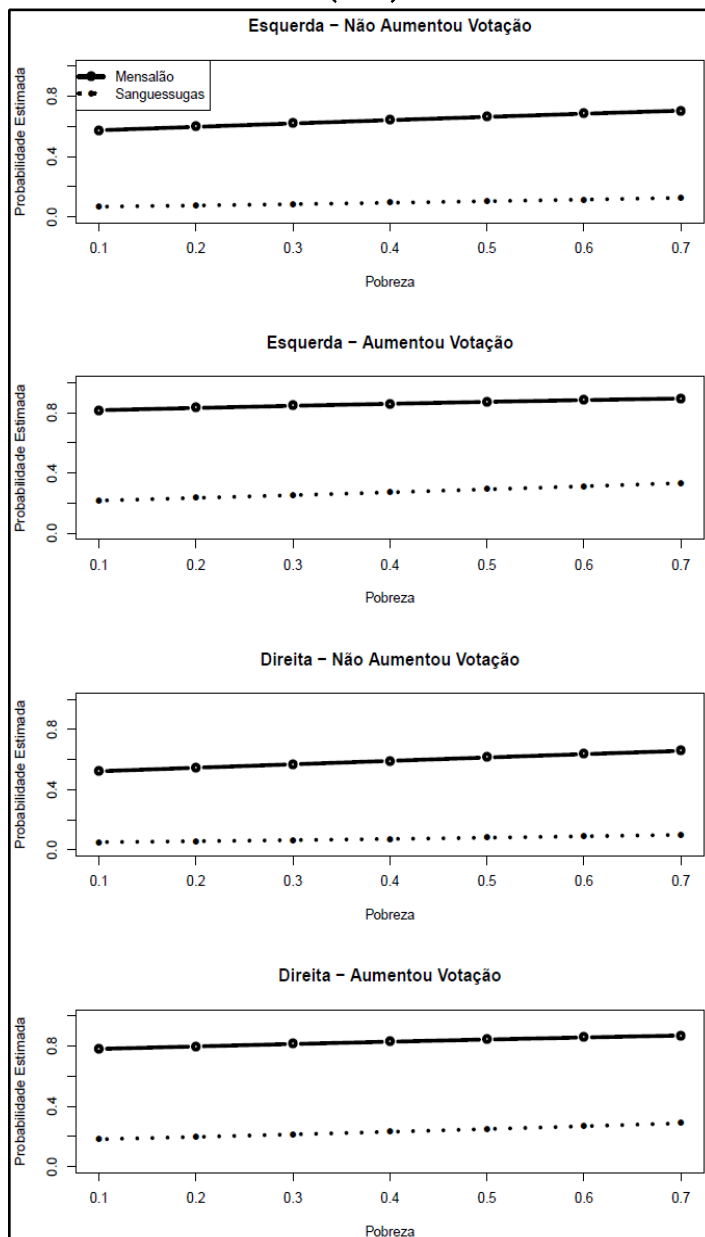 Esquerda − Não Aumentou Votação
Mensalão
Sanguessugas
Probabilidade Estimada
0.0 0.4 0.8
0.1 0.2 0.3 0.4 0.5 0.6 0.7
Pobreza
Esquerda − Aumentou Votação
Probabilidade Estimada
0.0 0.4 0.8
0.1 0.2 0.3 0.4 0.5 0.6 0.7
Pobreza
Direita − Não Aumentou Votação
Probabilidade Estimada
0.0 0.4 0.8
0.1 0.2 0.3 0.4 0.5 0.6 0.7
Pobreza
Direita − Aumentou Votação
Probabilidade Estimada
0.0 0.4 0.8
0.1 0.2 0.3 0.4 0.5 0.6 0.7
Pobreza